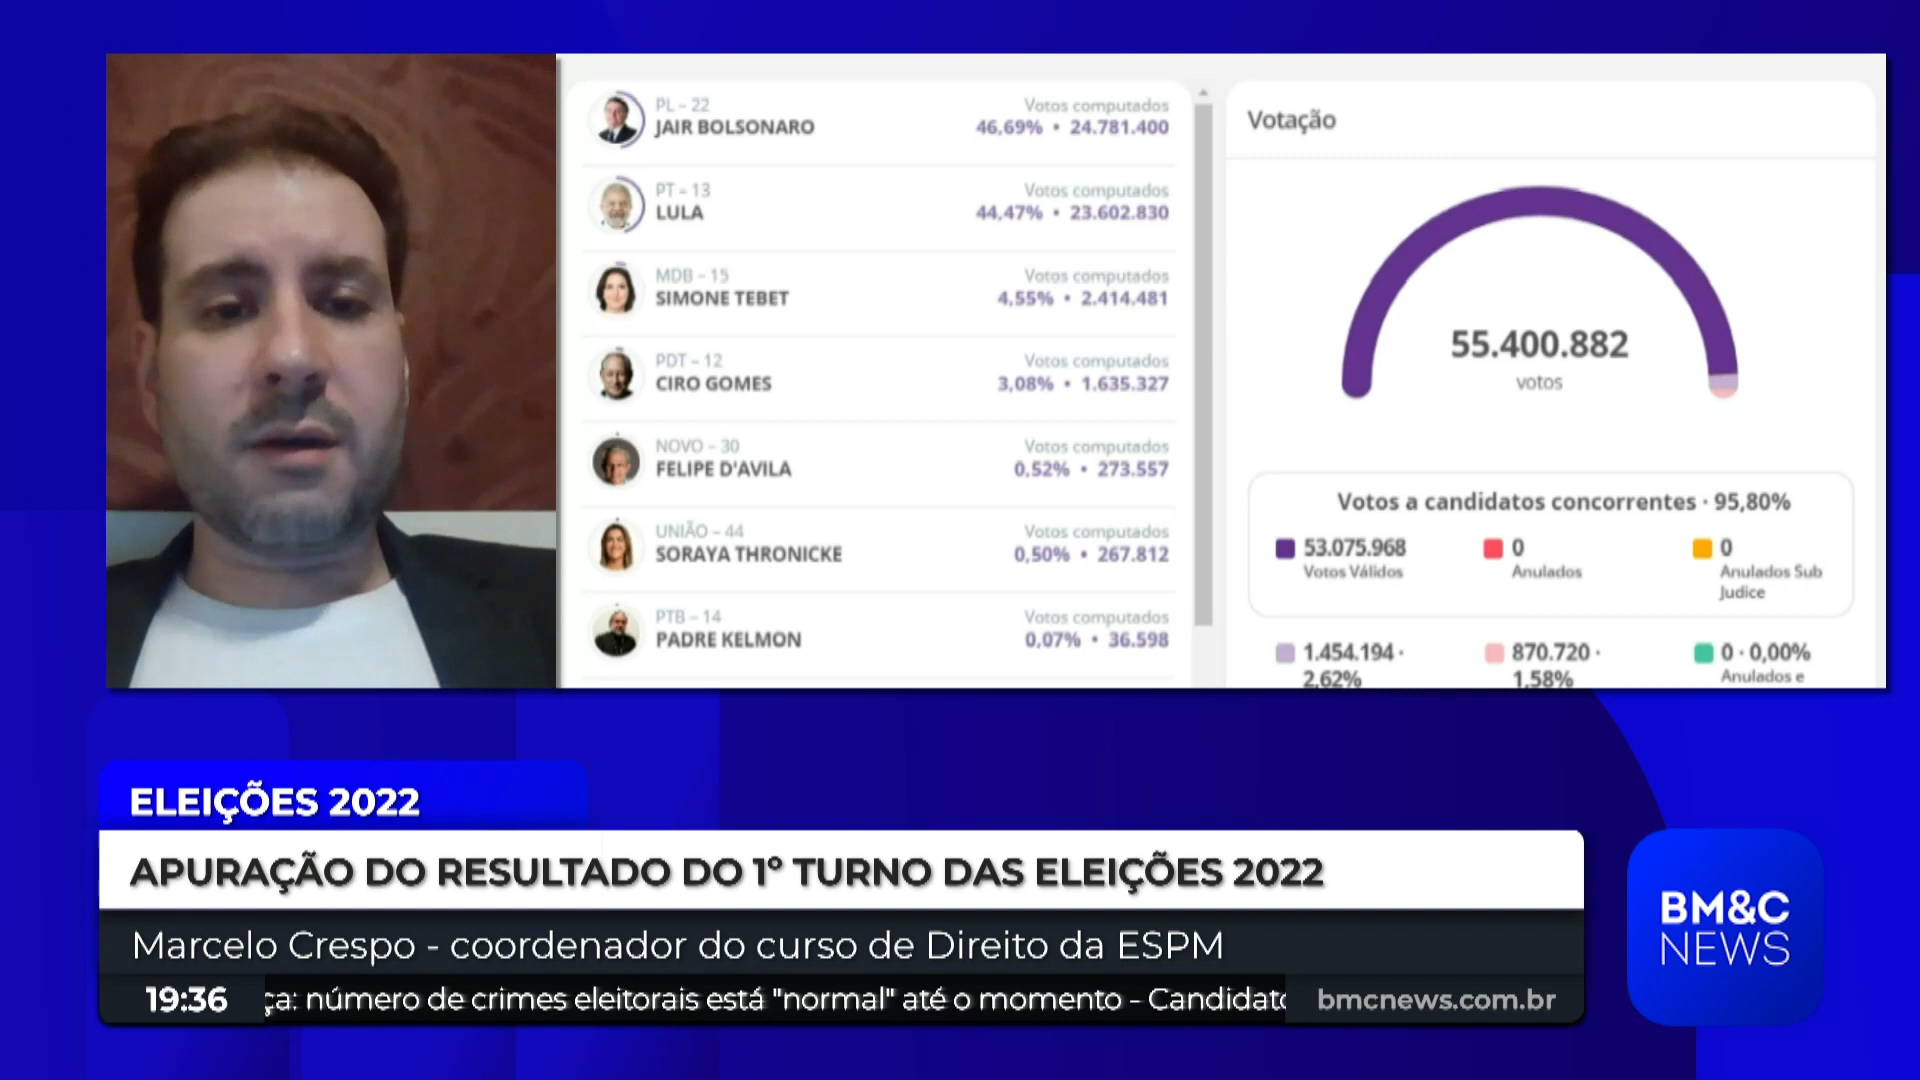 PL – 22
JAIR BOLSONARO
Votos computados
46,69% • 24.781.400
PT – 13
LULA
Votos computados
44,47% • 23.602.830
MDB – 15
SIMONE TEBET
Votos computados
4,55% • 2.414.481
PDT – 12
CIRO GOMES
Votos computados
3,08% • 1.635.327
NOVO – 30
FELIPE D'AVILA
Votos computados
0,52% • 273.557
UNIÃO – 44
SORAYA THRONICKE
Votos computados
0,50% • 267.812
PTB – 14
PADRE KELMON
Votos computados
0,07% • 36.598
Votação
55.400.882
votos
Votos a candidatos concorrentes · 95,80%
53.075.968
Votos Válidos
0
Anulados
0
Anulados Sub
Judice
1.454.194 ·
2,62%
870.720 ·
1,58%
0 · 0,00%
Anulados e
ELEIÇÕES 2022
APURAÇÃO DO RESULTADO DO 1º TURNO DAS ELEIÇÕES 2022
Marcelo Crespo - coordenador do curso de Direito da ESPM
19:36
ça: número de crimes eleitorais está "normal" até o momento - Candidato
bmcnews.com.br
BM&C
NEWS